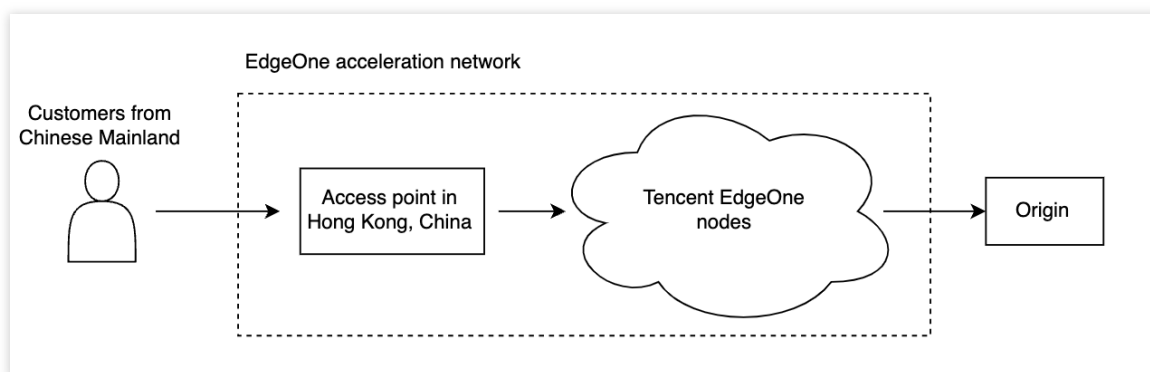 EdgeOne acceleration network
Customers from
Chinese Mainland
Access point in
Hong Kong, China
Tencent EdgeOne
nodes
Origin